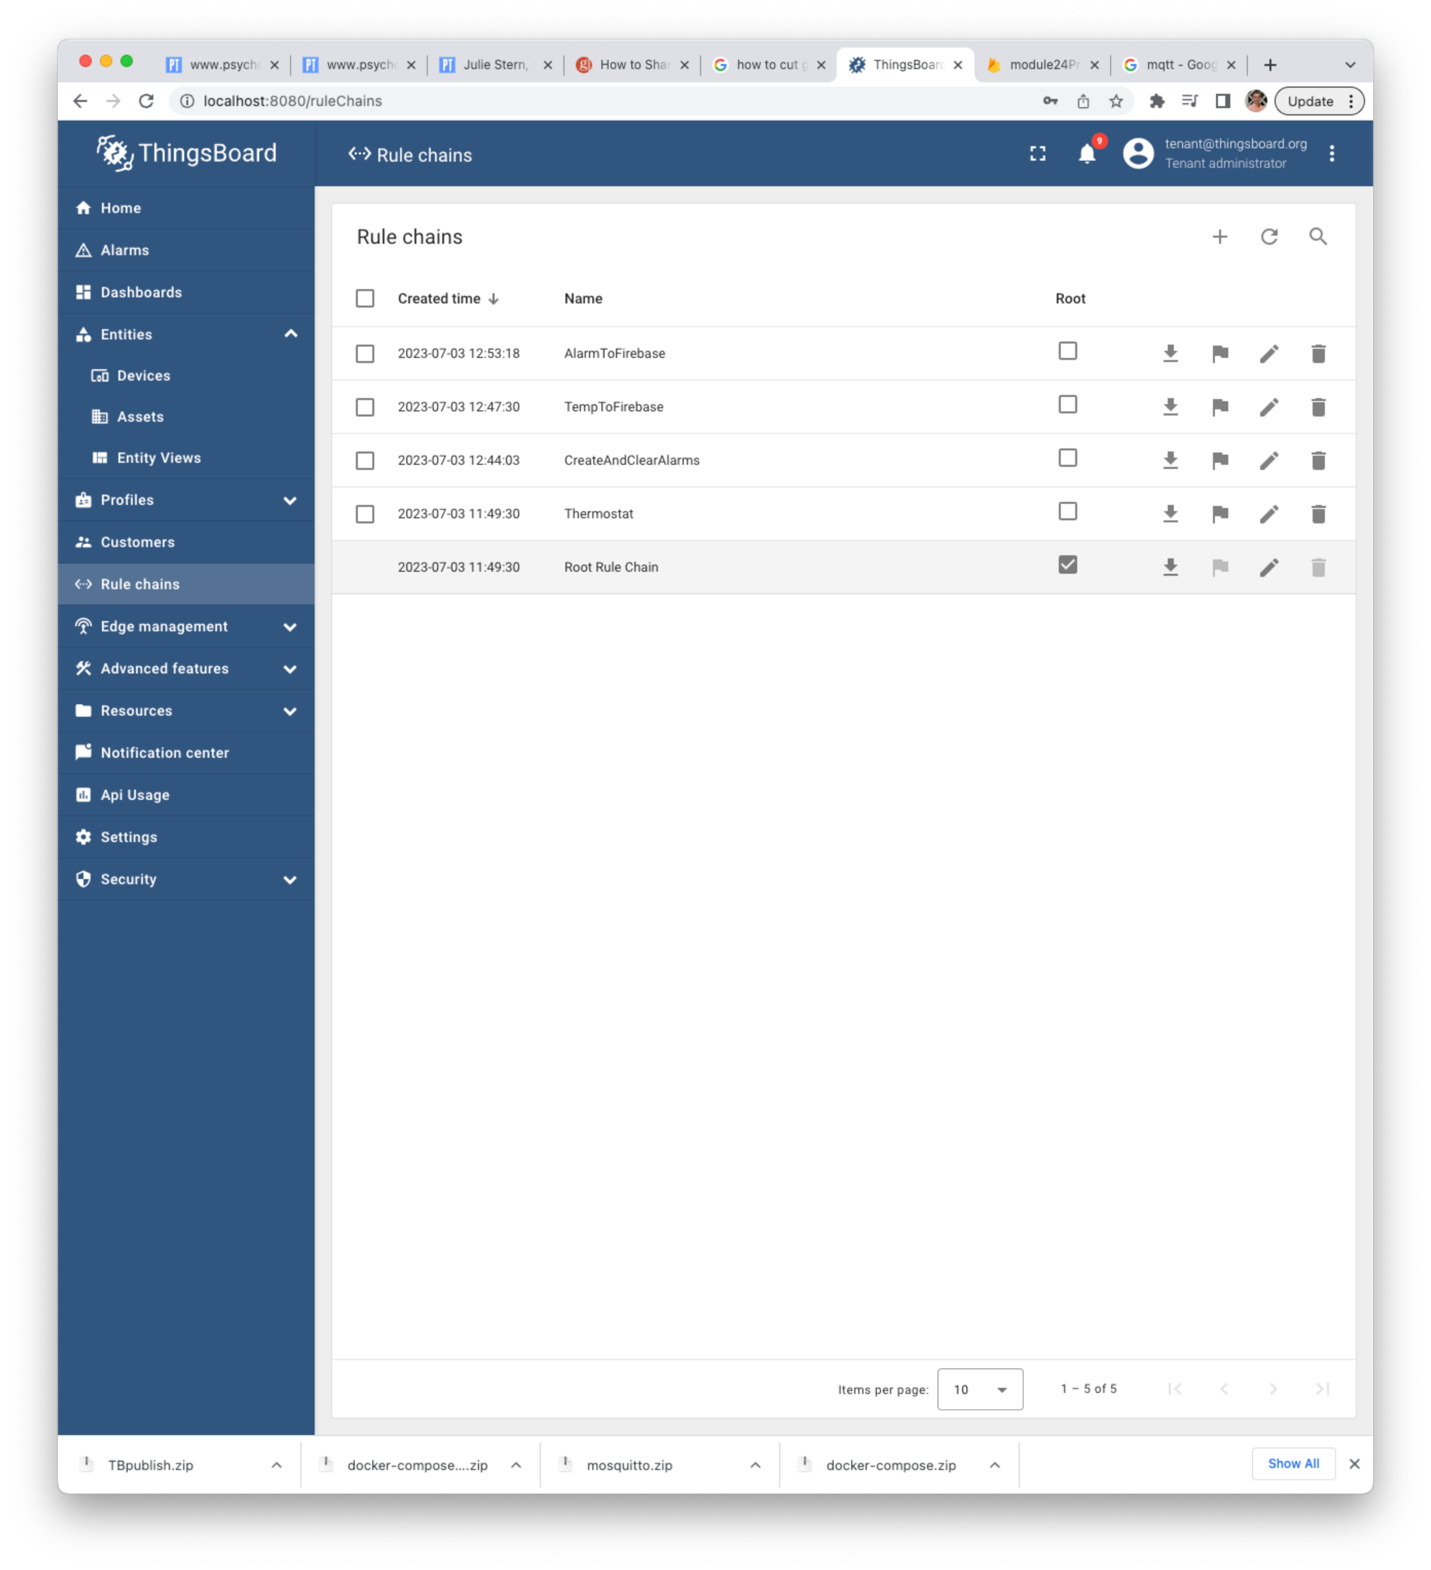 www.psych
www.psych
Julie Stern,
How to Sha
how to cut g
ThingsBoard
module24Pr
mqtt - Goog
localhost:8080/ruleChains
Update
ThingsBoard
Rule chains
9
tenant@thingsboard.org
Tenant administrator
Home
Alarms
Dashboards
Entities
Devices
Assets
Entity Views
Profiles
Customers
Rule chains
Edge management
Advanced features
Resources
Notification center
Api Usage
Settings
Security
Rule chains
Created time Name Root
2023-07-03 12:53:18 AlarmToFirebase
2023-07-03 12:47:30 TempToFirebase
2023-07-03 12:44:03 CreateAndClearAlarms
2023-07-03 11:49:30 Thermostat
2023-07-03 11:49:30 Root Rule Chain
Items per page: 10 1 – 5 of 5
TBpublish.zip
docker-compose....zip
mosquitto.zip
docker-compose.zip
Show All